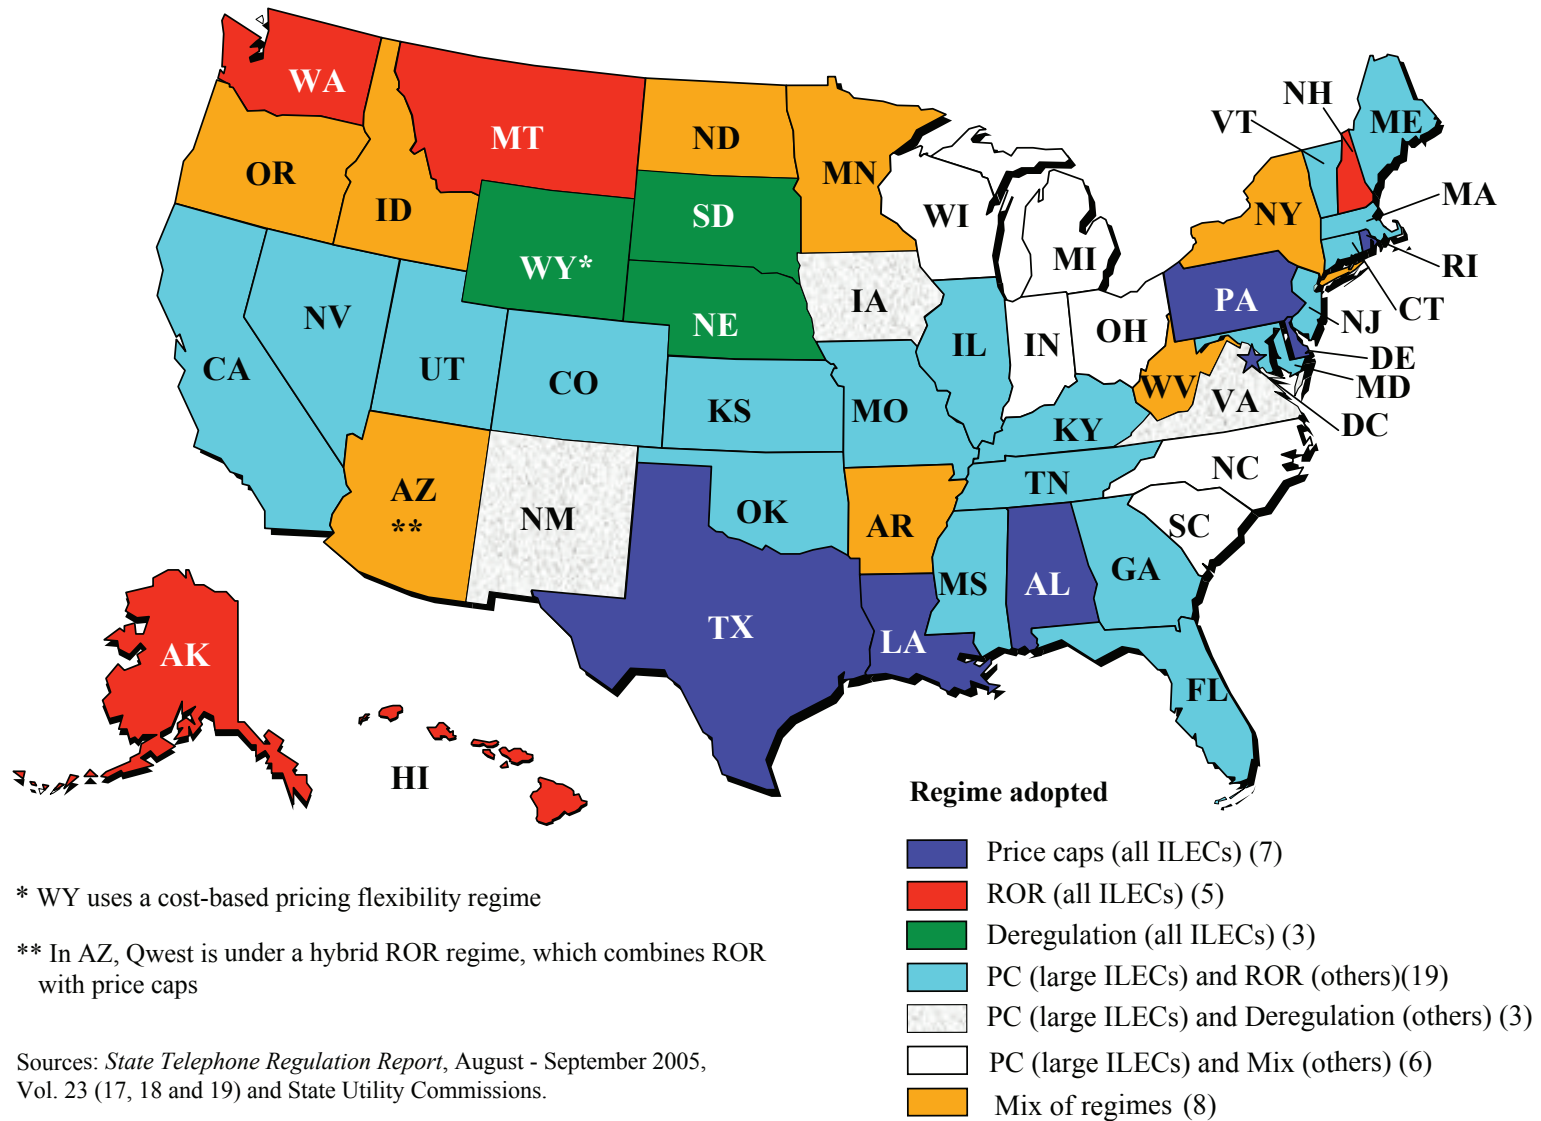 WA
MT
ND
MN
OR
ID
SD
WY*
NE
WI
MI
IA
NH
VT
ME
NY
MA
RI
CT
PA
NJ
OH
IN
IL
DE
MD
DC
WV
VA
NV
CA
UT
CO
KS
MO
KY
NC
TN
SC
AZ
**
NM
OK
AR
MS
AL
GA
TX
LA
FL
AK
HI
Regime adopted
Price caps (all ILECs) (7)
ROR (all ILECs) (5)
Deregulation (all ILECs) (3)
PC (large ILECs) and ROR (others)(19)
PC (large ILECs) and Deregulation (others) (3)
PC (large ILECs) and Mix (others) (6)
Mix of regimes (8)
* WY uses a cost-based pricing flexibility regime
** In AZ, Qwest is under a hybrid ROR regime, which combines ROR
with price caps
Sources: State Telephone Regulation Report, August - September 2005,
Vol. 23 (17, 18 and 19) and State Utility Commissions.